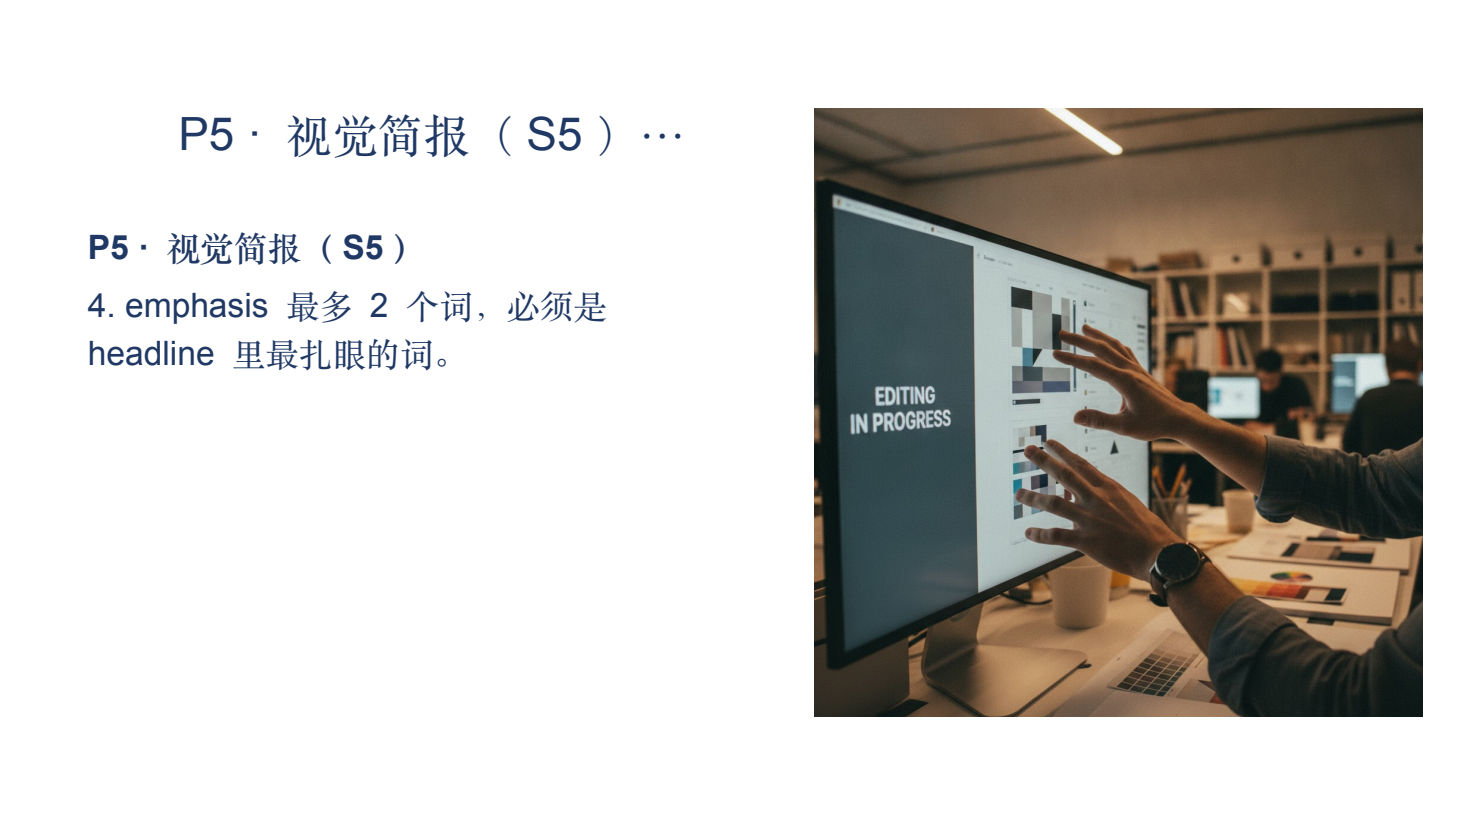 P5 · 视觉简报（S5）…
P5 · 视觉简报（S5）
4. emphasis 最多 2 个词，必须是
headline 里最扎眼的词。
EDITING
IN PROGRESS